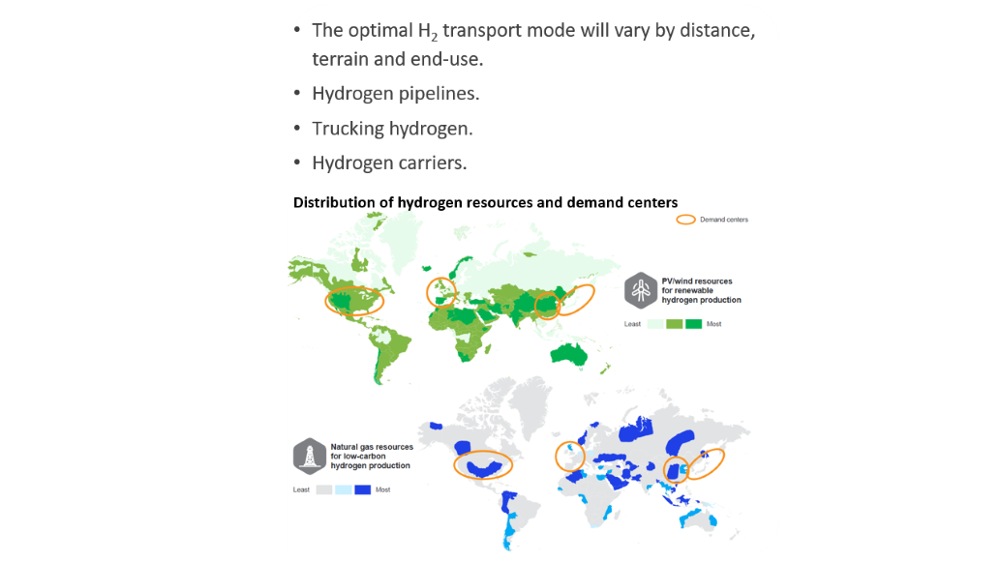 • The optimal H₂ transport mode will vary by distance,
terrain and end-use.
• Hydrogen pipelines.
• Trucking hydrogen.
• Hydrogen carriers.
Distribution of hydrogen resources and demand centers
Demand centers
PV/wind resources
for renewable
hydrogen production
Least Most
Natural gas resources
for low-carbon
hydrogen production
Least Most